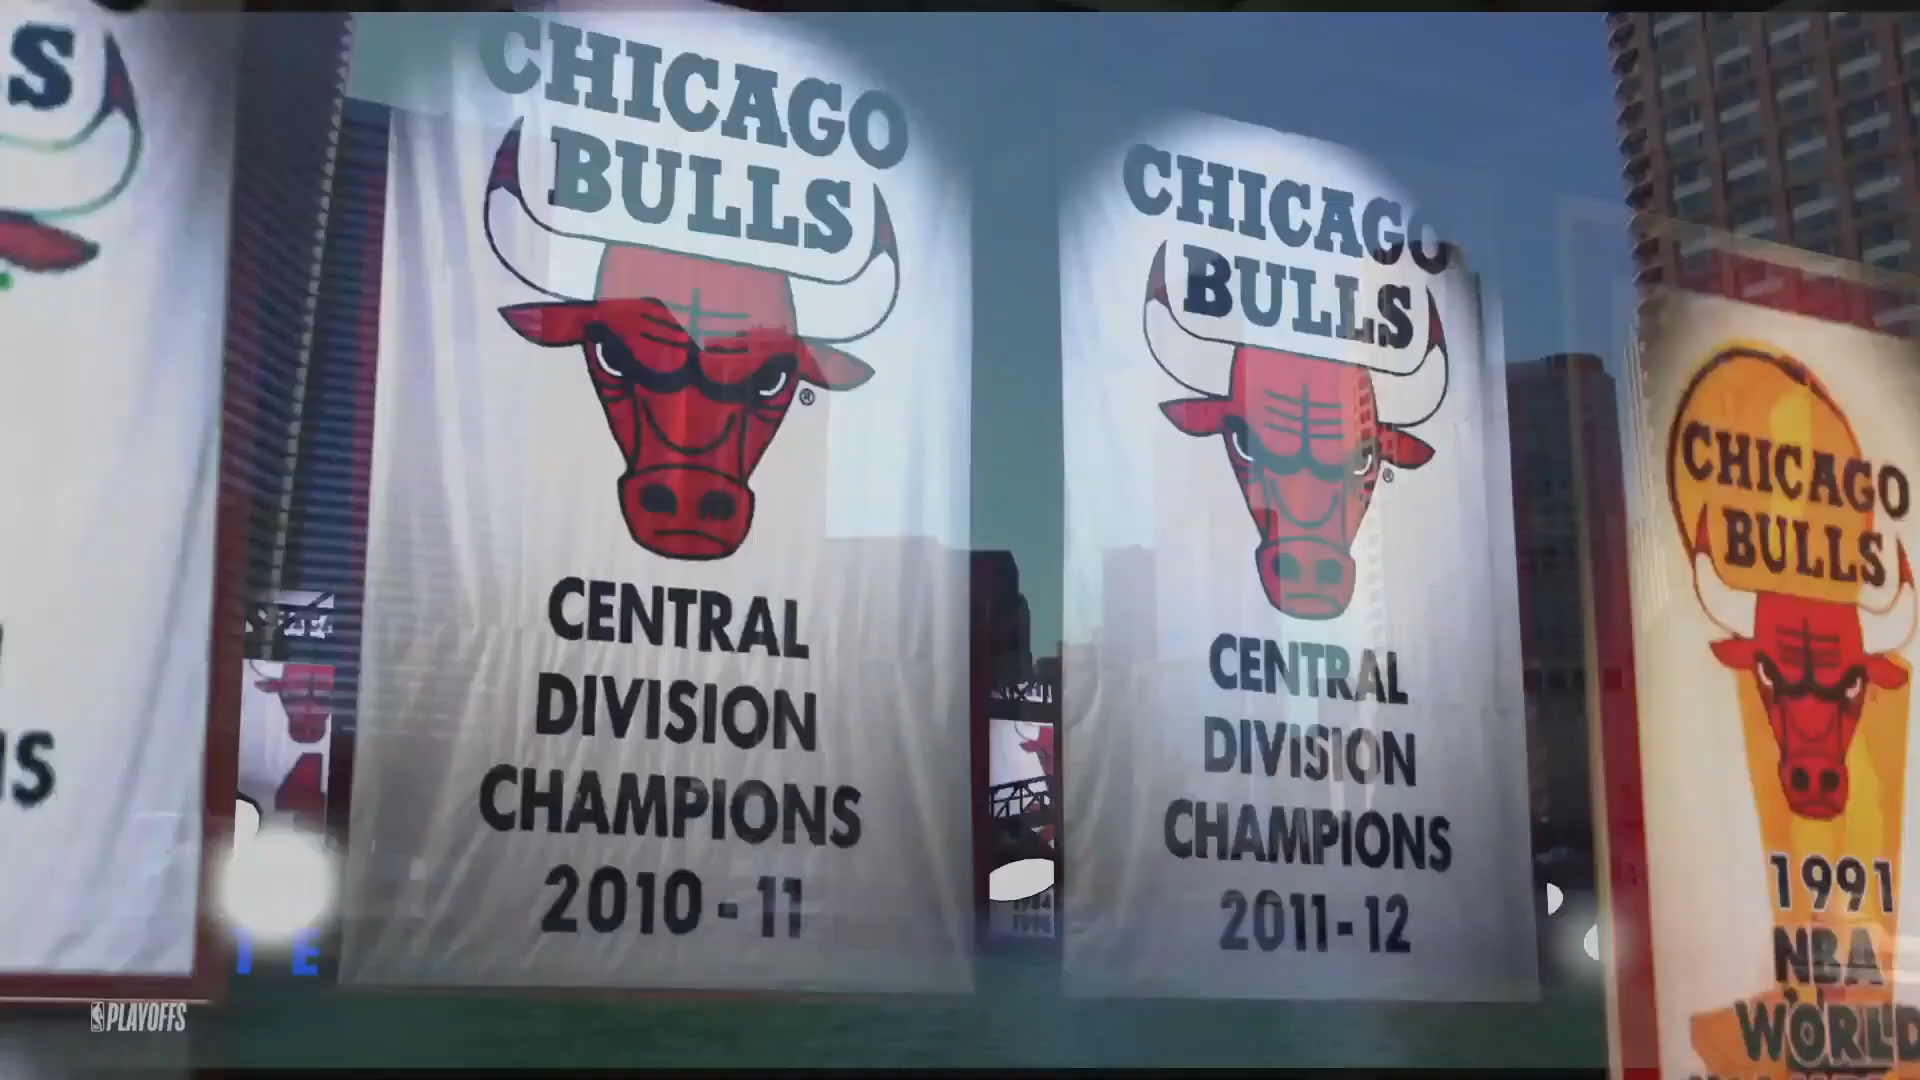 S
S
CHICAGO
BULLS
®
CENTRAL
DIVISION
CHAMPIONS
2010-11
CHICAGO
BULLS
®
CENTRAL
DIVISION
CHAMPIONS
2011-12
CHICAGO
BULLS
1991
NBA
WORLD
T E
PLAYOFFS